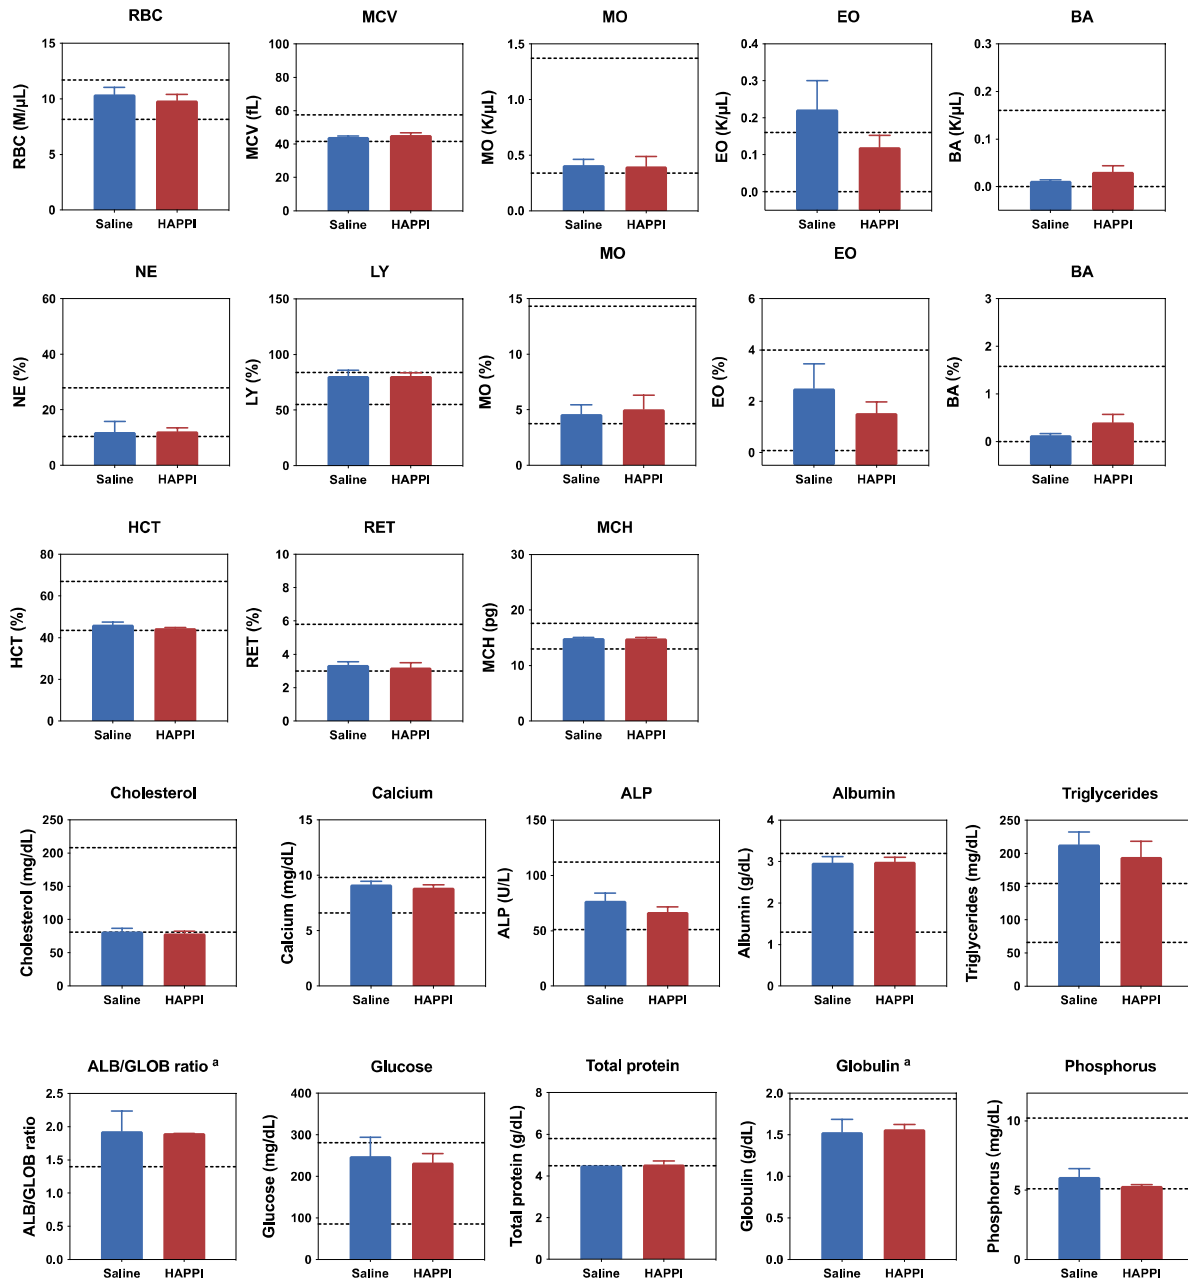 RBC MCV MO EO BA
RBC (M/µL)
15
10
5
0
Saline HAPPI
MCV (fL)
100
80
60
40
20
0
Saline HAPPI
MO (K/µL)
1.5
1.0
0.5
0.0
Saline HAPPI
EO (K/µL)
0.4
0.3
0.2
0.1
0.0
Saline HAPPI
BA (K/µL)
0.3
0.2
0.1
0.0
Saline HAPPI
NE LY MO EO BA
NE (%)
60
40
20
0
Saline HAPPI
LY (%)
150
100
50
0
Saline HAPPI
MO (%)
15
10
5
0
Saline HAPPI
EO (%)
6
4
2
0
Saline HAPPI
BA (%)
3
2
1
0
Saline HAPPI
HCT RET MCH
HCT (%)
80
60
40
20
0
Saline HAPPI
RET (%)
10
8
6
4
2
0
Saline HAPPI
MCH (pg)
30
20
10
0
Saline HAPPI
Cholesterol Calcium ALP Albumin Triglycerides
Cholesterol (mg/dL)
250
200
150
100
50
0
Saline HAPPI
Calcium (mg/dL)
15
10
5
0
Saline HAPPI
ALP (U/L)
150
100
50
0
Saline HAPPI
Albumin (g/dL)
4
3
2
1
0
Saline HAPPI
Triglycerides (mg/dL)
250
200
150
100
50
0
Saline HAPPI
ALB/GLOB ratio a Glucose Total protein Globulin a Phosphorus
ALB/GLOB ratio
2.5
2.0
1.5
1.0
0.5
0.0
Saline HAPPI
Glucose (mg/dL)
400
300
200
100
0
Saline HAPPI
Total protein (g/dL)
8
6
4
2
0
Saline HAPPI
Globulin (g/dL)
2.0
1.5
1.0
0.5
0.0
Saline HAPPI
Phosphorus (mg/dL)
10
5
0
Saline HAPPI